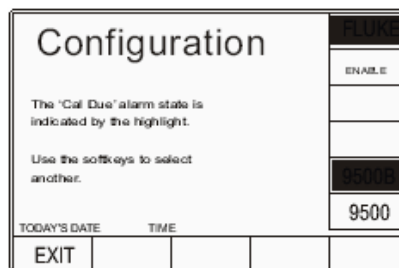 Configuration
FLUKE
ENABLE
The 'Cal Due' alarm state is
indicated by the highlight.
Use the softkeys to select
another.
9500B
9500
TODAY'S DATE TIME
EXIT